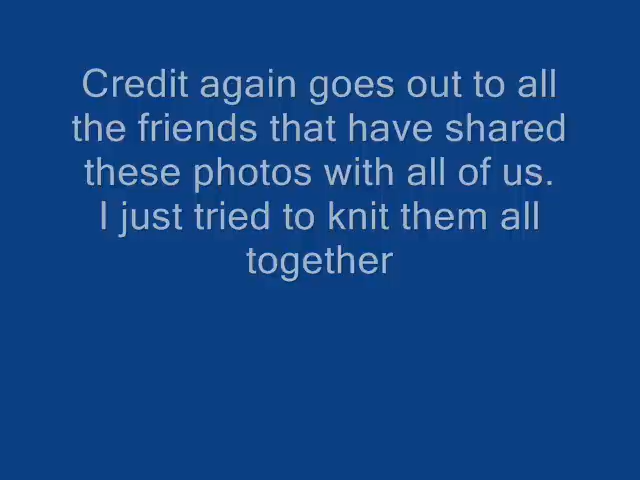 Credit again goes out to all
the friends that have shared
these photos with all of us.
I just tried to knit them all
together